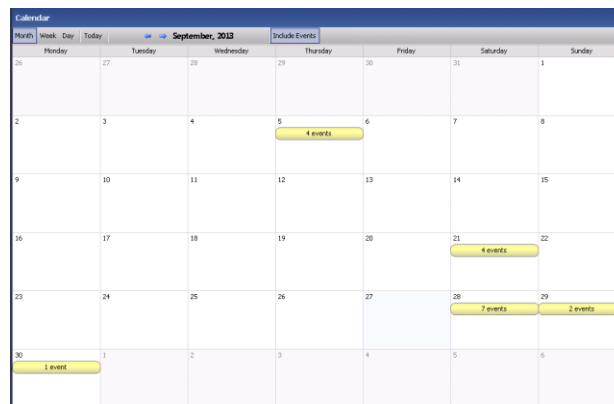 Calendar
Month Week Day Today September, 2013 Include Events
Monday Tuesday Wednesday Thursday Friday Saturday Sunday
26 27 28 29 30 31 1
2 3 4 5 6 7 8
4 events
9 10 11 12 13 14 15
16 17 18 19 20 21 22
4 events
23 24 25 26 27 28 29
7 events 2 events
30 1 2 3 4 5 6
1 event